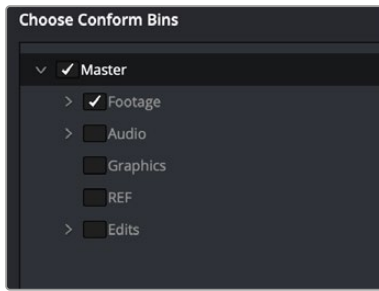 Choose Conform Bins
Master
Footage
Audio
Graphics
REF
Edits